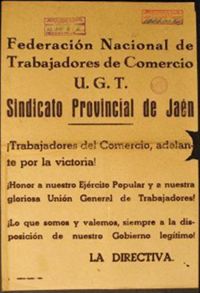 Federación Nacional de
Trabajadores de Comercio
U. G. T.
Sindicato Provincial de Jaén
¡Trabajadores del Comercio, adelan-
te por la victoria!
¡Honor a nuestro Ejército Popular y a nuestra
gloriosa Unión General de Trabajadores!
¡Lo que somos y valemos, siempre a la dis-
posición de nuestro Gobierno legítimo!
LA DIRECTIVA.